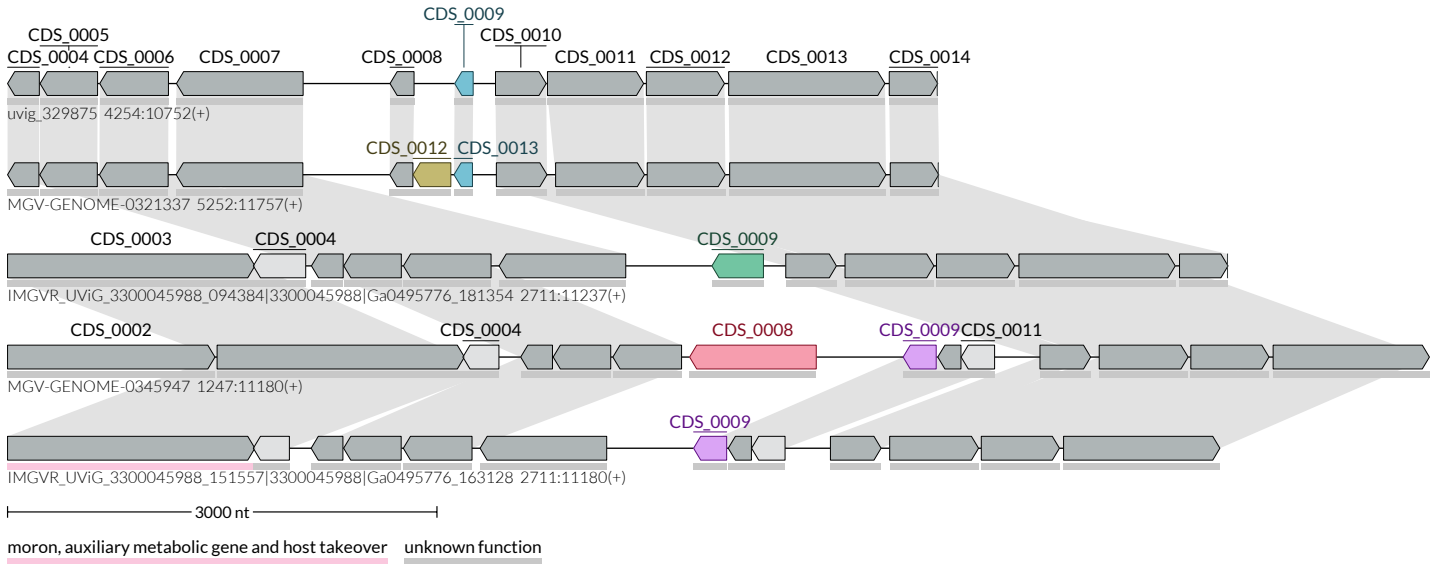 CDS_0009
CDS_0005 CDS_0010
CDS_0004 CDS_0006 CDS_0007 CDS_0008 CDS_0011 CDS_0012 CDS_0013 CDS_0014
uvig_329875 4254:10752(+)
CDS_0012 CDS_0013
MGV-GENOME-0321337 5252:11757(+)
CDS_0003 CDS_0004 CDS_0009
IMGVR_UViG_3300045988_094384|3300045988|Ga0495776_181354 2711:11237(+)
CDS_0002 CDS_0004 CDS_0008 CDS_0009 CDS_0011
MGV-GENOME-0345947 1247:11180(+)
CDS_0009
IMGVR_UViG_3300045988_151557|3300045988|Ga0495776_163128 2711:11180(+)
3000 nt
moron, auxiliary metabolic gene and host takeover unknown function